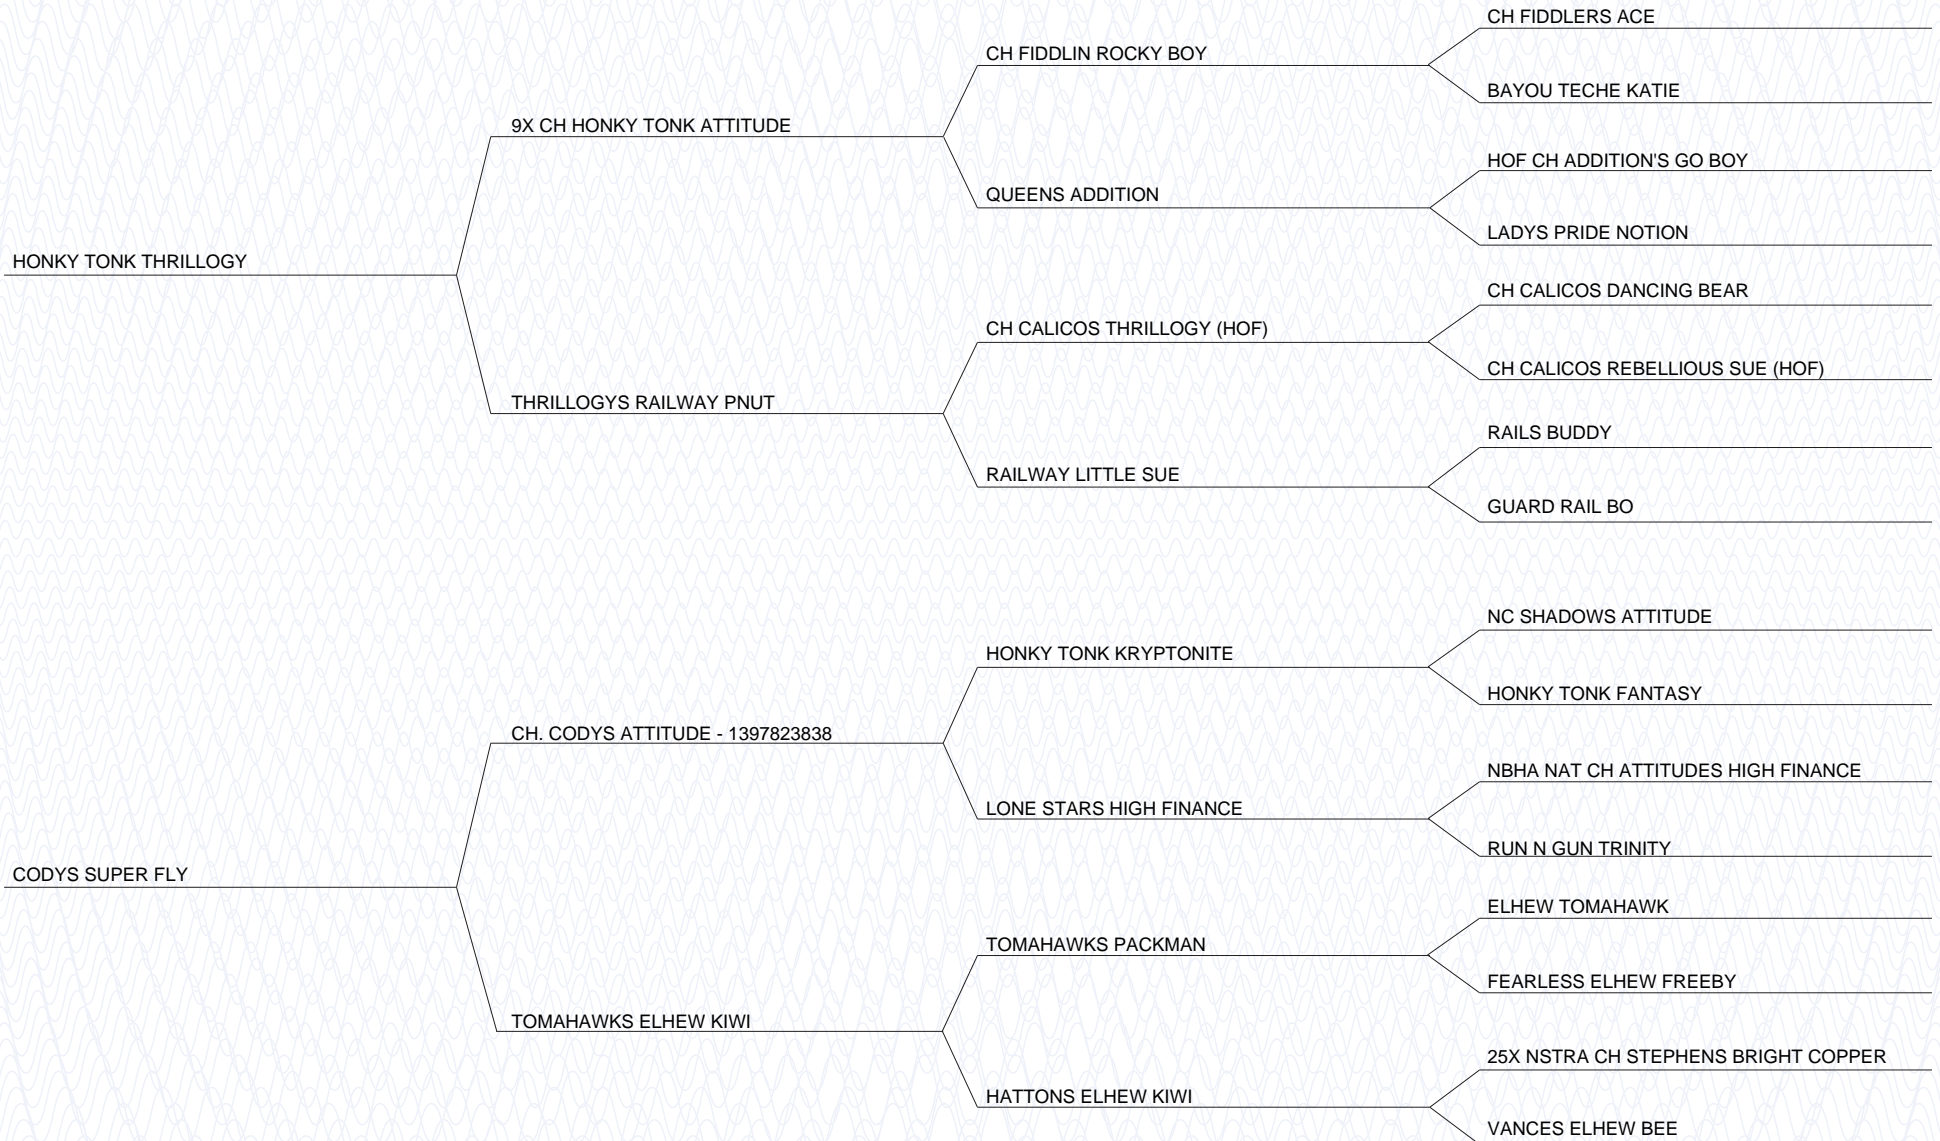 CH FIDDLERS ACE
CH FIDDLIN ROCKY BOY
BAYOU TECHE KATIE
9X CH HONKY TONK ATTITUDE
HOF CH ADDITION'S GO BOY
QUEENS ADDITION
LADYS PRIDE NOTION
HONKY TONK THRILLOGY
CH CALICOS DANCING BEAR
CH CALICOS THRILLOGY (HOF)
CH CALICOS REBELLIOUS SUE (HOF)
THRILLOGYS RAILWAY PNUT
RAILS BUDDY
RAILWAY LITTLE SUE
GUARD RAIL BO
NC SHADOWS ATTITUDE
HONKY TONK KRYPTONITE
HONKY TONK FANTASY
CH. CODYS ATTITUDE - 1397823838
NBHA NAT CH ATTITUDES HIGH FINANCE
LONE STARS HIGH FINANCE
RUN N GUN TRINITY
CODYS SUPER FLY
ELHEW TOMAHAWK
TOMAHAWKS PACKMAN
FEARLESS ELHEW FREEBY
TOMAHAWKS ELHEW KIWI
25X NSTRA CH STEPHENS BRIGHT COPPER
HATTONS ELHEW KIWI
VANCES ELHEW BEE